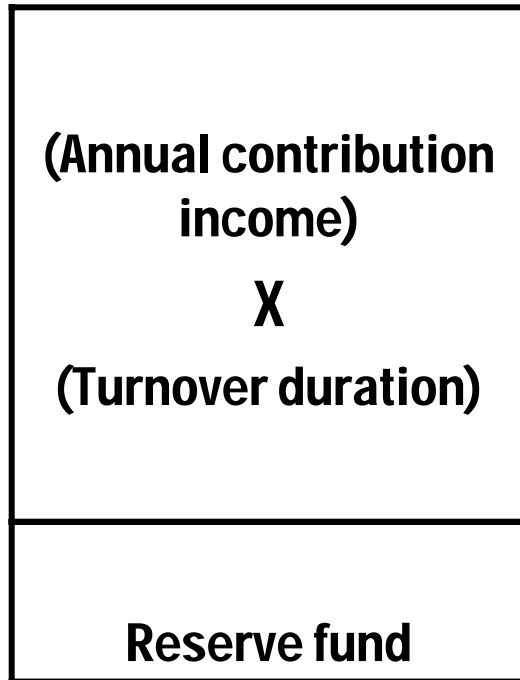 (Annual contribution
income)
X
(Turnover duration)
Reserve fund